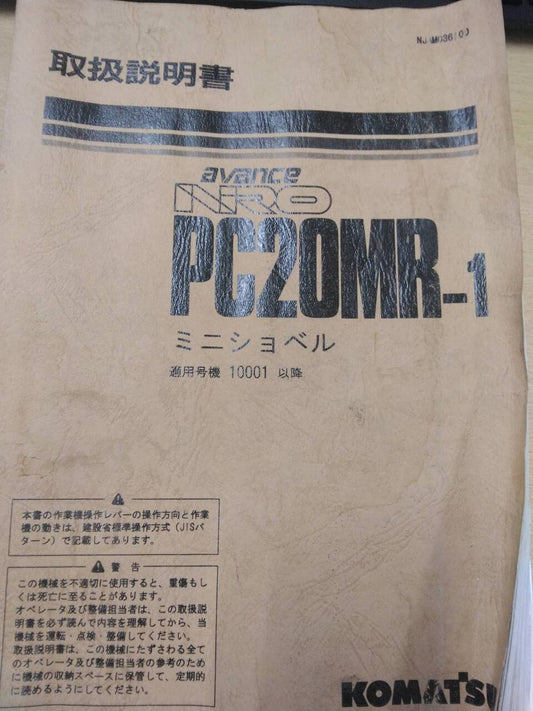 取扱説明書
avance
NRO
PC20MR-1
ミニショベル
適用号機 10001 以降
本書の作業機操作レバーの操作方向と作業
機の動きは、建設省標準操作方式（JISパ
ターン）で記載してあります。
警告
この機械を不適切に使用すると、重傷もし
くは死亡に至ることがあります。
オペレータ及び整備担当者は、この取扱説
明書を必ず読んで内容を理解してから、当
機械を運転・点検・整備してください。
取扱説明書は、この機械にたずさわる全て
のオペレータ及び整備担当者の参考のため
に機械の収納スペースに保管して、定期的
に読めるようにしてください。
KOMATSU